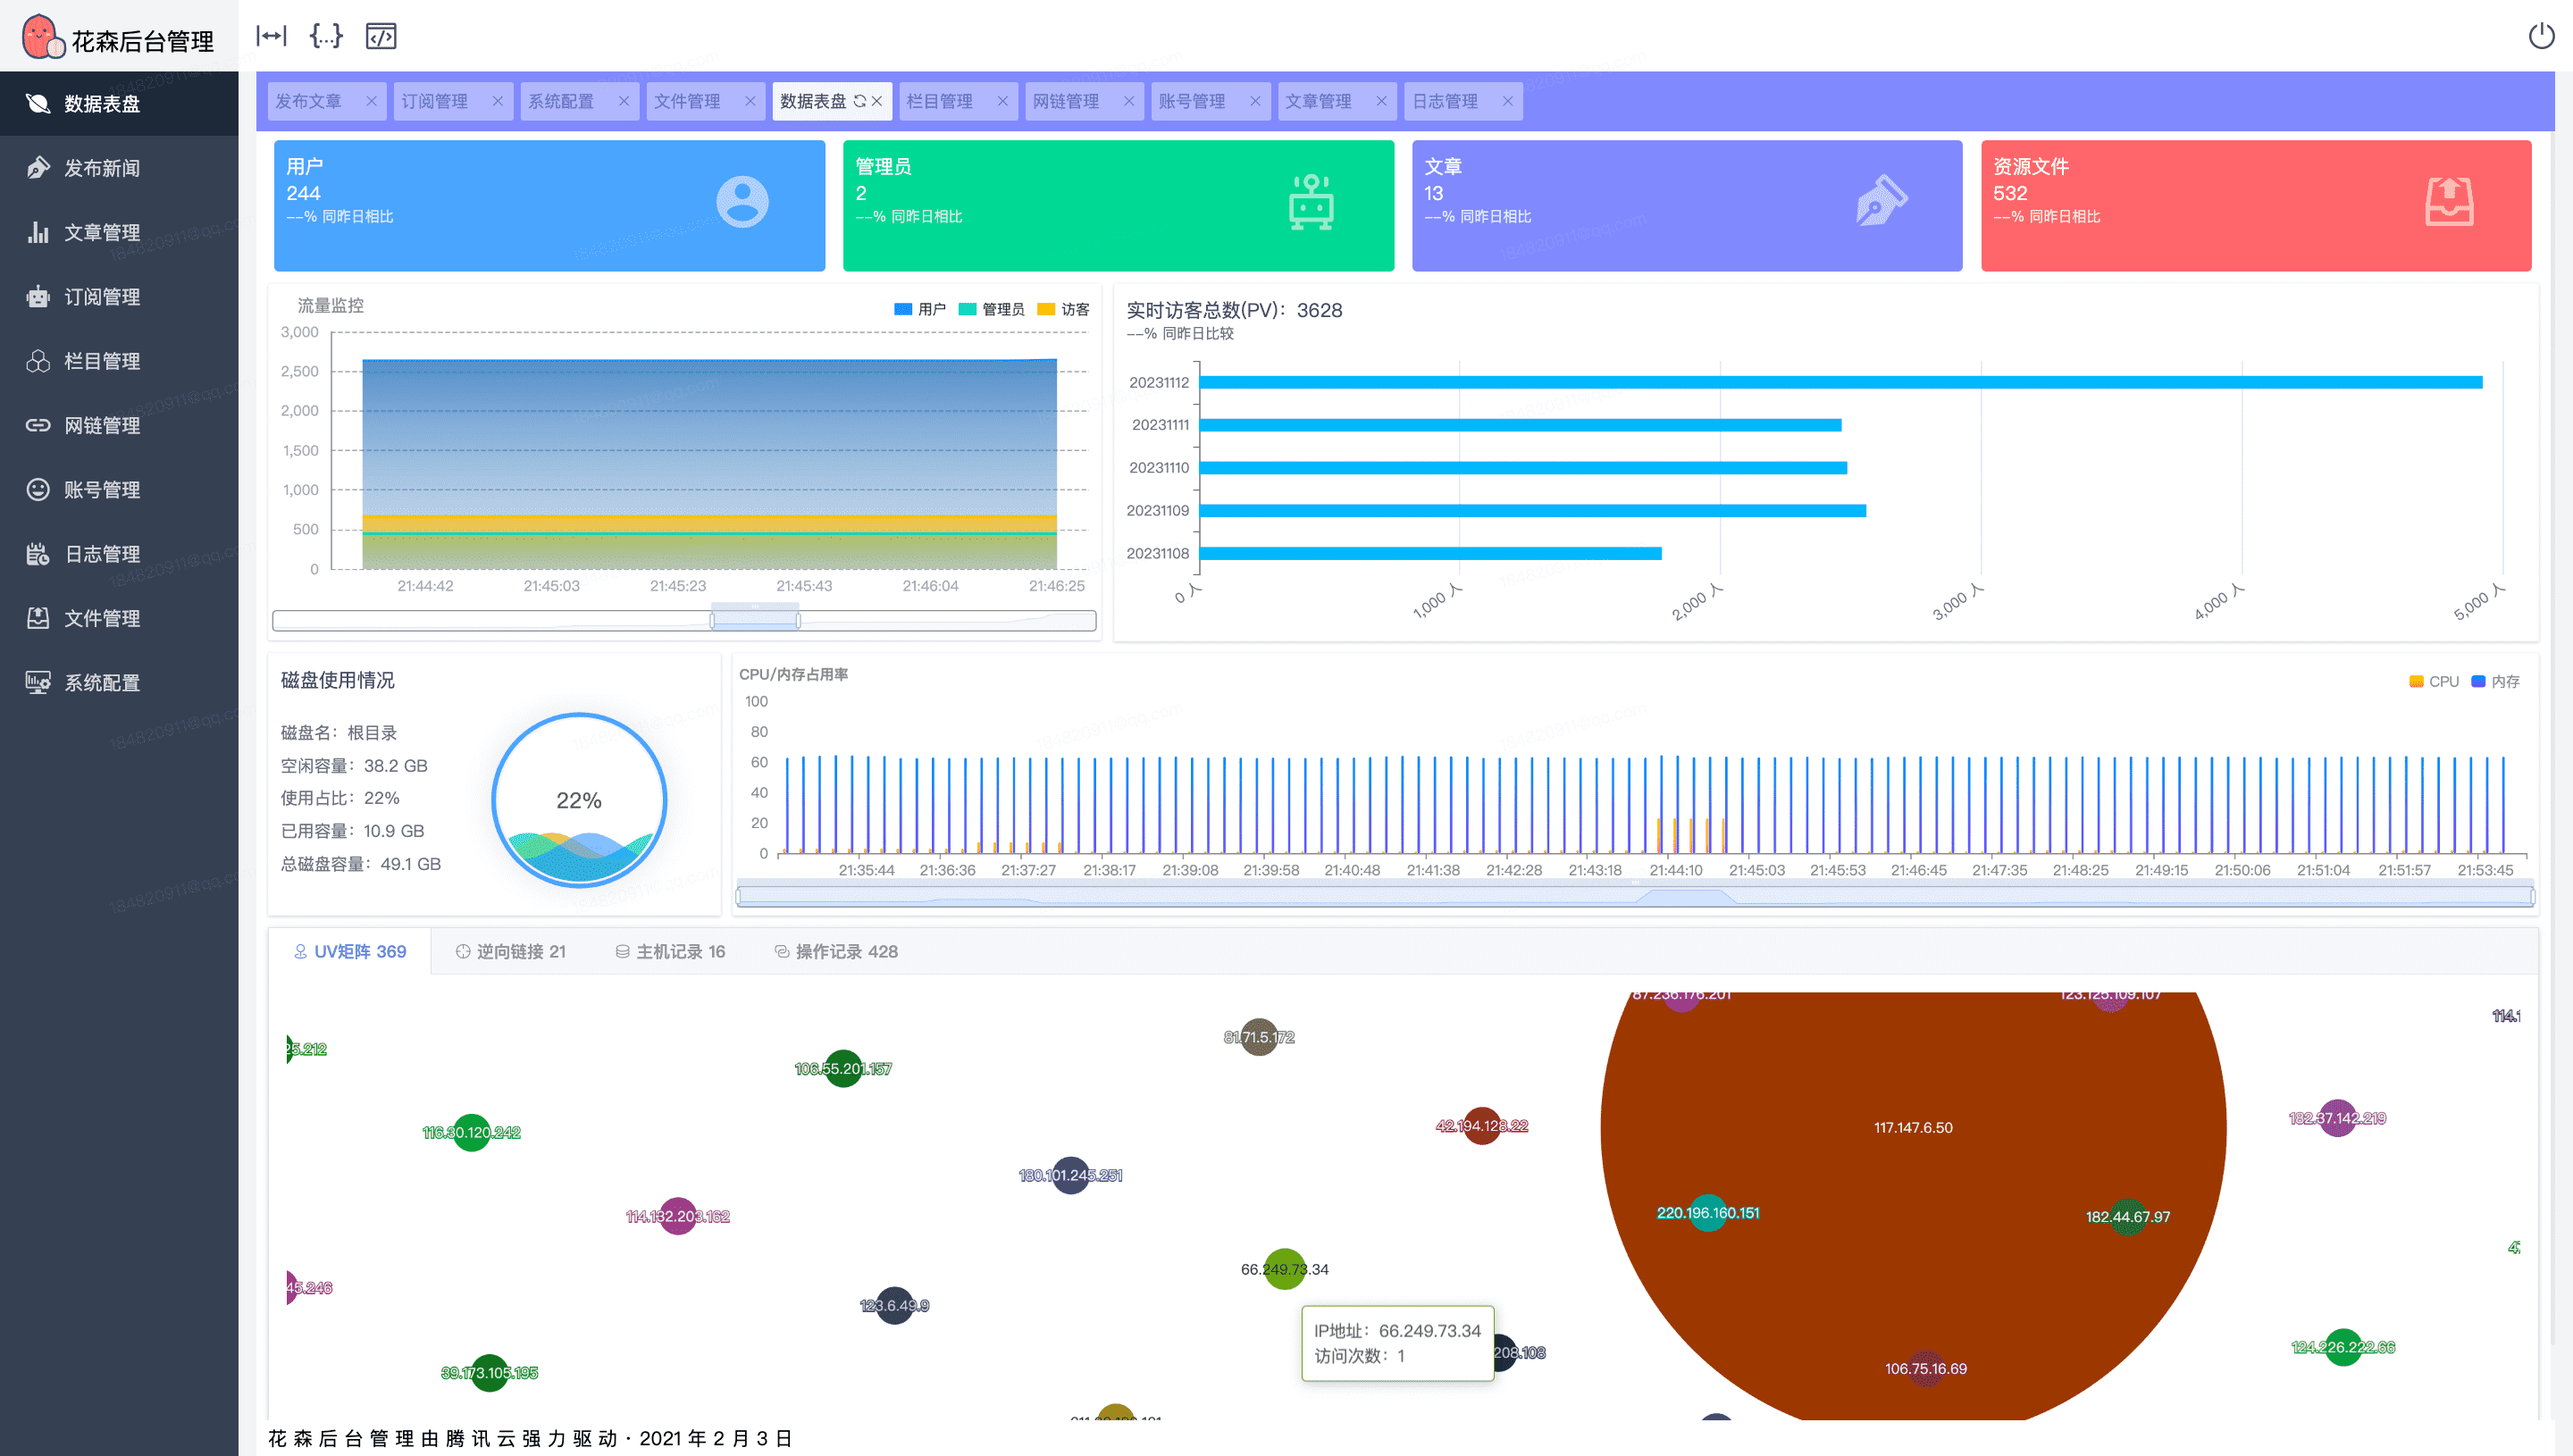 花森后台管理
数据表盘
发布新闻
文章管理
订阅管理
栏目管理
网链管理
账号管理
日志管理
文件管理
系统配置
发布文章 订阅管理 系统配置 文件管理 数据表盘 栏目管理 网链管理 账号管理 文章管理 日志管理
用户
244
--% 同昨日相比
管理员
2
--% 同昨日相比
文章
13
--% 同昨日相比
资源文件
532
--% 同昨日相比
流量监控
用户 管理员 访客
3,000
2,500
2,000
1,500
1,000
500
0
21:44:42 21:45:03 21:45:23 21:45:43 21:46:04 21:46:25
实时访客总数(PV)：3628
--% 同昨日比较
20231112
20231111
20231110
20231109
20231108
0 人 1,000 人 2,000 人 3,000 人 4,000 人 5,000 人
磁盘使用情况
磁盘名：根目录
空闲容量：38.2 GB
使用占比：22%
已用容量：10.9 GB
总磁盘容量：49.1 GB
22%
CPU/内存占用率
CPU 内存
100
80
60
40
20
0
21:35:44 21:36:36 21:37:27 21:38:17 21:39:08 21:39:58 21:40:48 21:41:38 21:42:28 21:43:18 21:44:10 21:45:03 21:45:53 21:46:45 21:47:35 21:48:25 21:49:15 21:50:06 21:51:04 21:51:57 21:53:45
UV矩阵 369 逆向链接 21 主机记录 16 操作记录 428
87.236.176.201
123.125.109.107
114.1
81.71.5.172
25.212
106.55.201.157
116.30.120.242
42.194.128.22
117.147.6.50
182.37.142.219
180.101.245.251
114.132.203.162
220.196.160.151
182.44.67.97
66.249.73.34
45.246
123.6.49.9
IP地址：66.249.73.34
访问次数：1
208.108
124.226.222.66
39.173.105.195
106.75.16.69
花森后台管理由腾讯云强力驱动 · 2021 年 2 月 3 日
184820911@qq.com